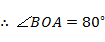 ∴ ∠BOA = 80°